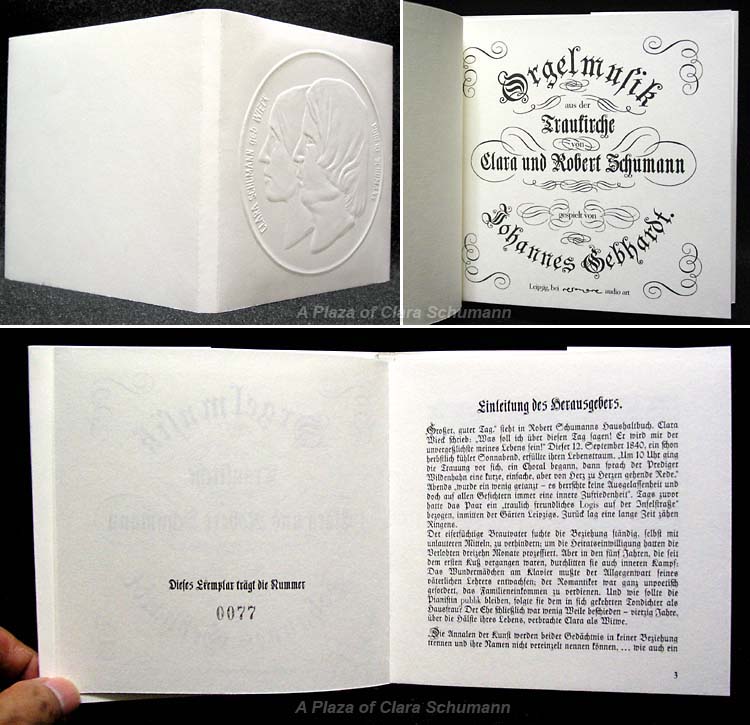 CLARA SCHUMANN geb WIECK
A Plaza of Clara Schumann
Orgelmusik
aus der
Traukirche
von
Clara und Robert Schumann
gespielt von
Johannes Gebhardt.
Leipzig, bei resonare audio art
Dieses Exemplar trägt die Nummer
0077
Einleitung des Herausgebers.
„Großer, guter Tag.“ steht in Robert Schumanns Haushaltbuch. Clara
Wieck schrieb: „Was soll ich über diesen Tag sagen! Er wird mir der
unvergeßlichste meines Lebens sein!“ Dieser 12. September 1840, ein schon
herbstlich kühler Sonnabend, erfüllte ihren Lebenstraum. „Um 10 Uhr ging
die Trauung vor sich, ein Choral begann, dann sprach der Prediger
Wildenhahn eine kurze, einfache, aber von Herz zu Herzen gehende Rede.“
Abends „wurde ein wenig getanzt – es herrschte keine Ausgelassenheit und
doch auf allen Gesichtern immer eine innere Zufriedenheit“. Tags zuvor
hatte das Paar ein „traulich freundliches Logis auf der Inselstraße“
bezogen, inmitten der Gärten Leipzigs. Zurück lag eine lange Zeit zähen
Ringens.
Der eifersüchtige Brautvater suchte die Beziehung ständig, selbst mit
unlauteren Mitteln, zu verhindern; um die Heiratseinwilligung hatten die
Verlobten dreizehn Monate prozessiert. Aber in den fünf Jahren, die seit
dem ersten Kuß vergangen waren, durchlitten sie auch inneren Kampf:
Das Wundermädchen am Klavier mußte der Allgegenwart seines
väterlichen Lehrers entwachsen; der Romantiker war ganz unpoetisch
gefordert, das Familieneinkommen zu verdienen. Und wie sollte die
Pianistin publik bleiben, folgte sie dem in sich gekehrten Tondichter als
Hausfrau? Der Ehe schließlich war wenig Weile beschieden – vierzig Jahre,
über die Hälfte ihres Lebens, verbrachte Clara als Witwe.
„Die Annalen der Kunst werden beider Gedächtnis in keiner Beziehung
trennen und ihre Namen nicht vereinzelt nennen können, ... wie auch ein
3
A Plaza of Clara Schumann